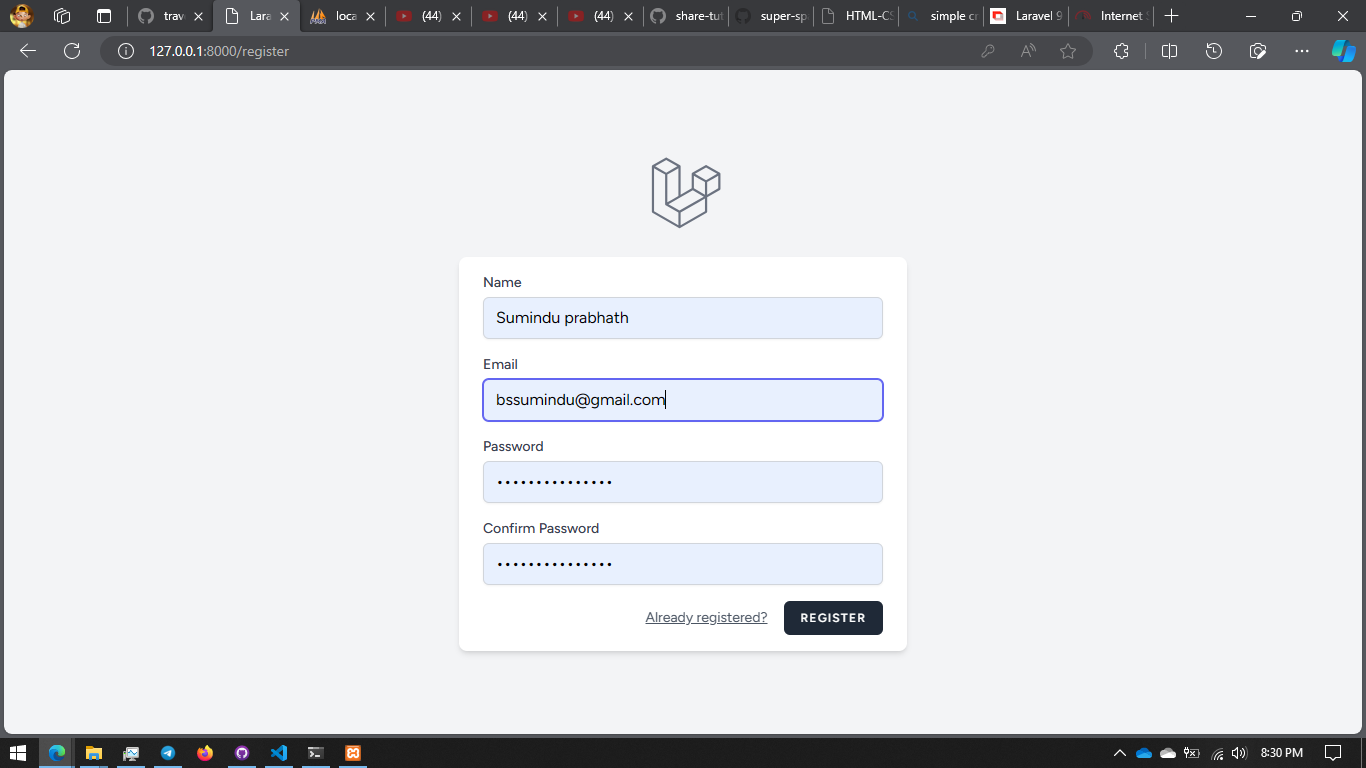 trav
Lara
loca
(44)
(44)
(44)
share-tut
super-spa
HTML-CS
simple cr
Laravel 9
Internet S
127.0.0.1:8000/register
Name
Sumindu prabhath
Email
bssumindu@gmail.com
Password
•••••••••••••••
Confirm Password
•••••••••••••••
Already registered?
REGISTER
8:30 PM